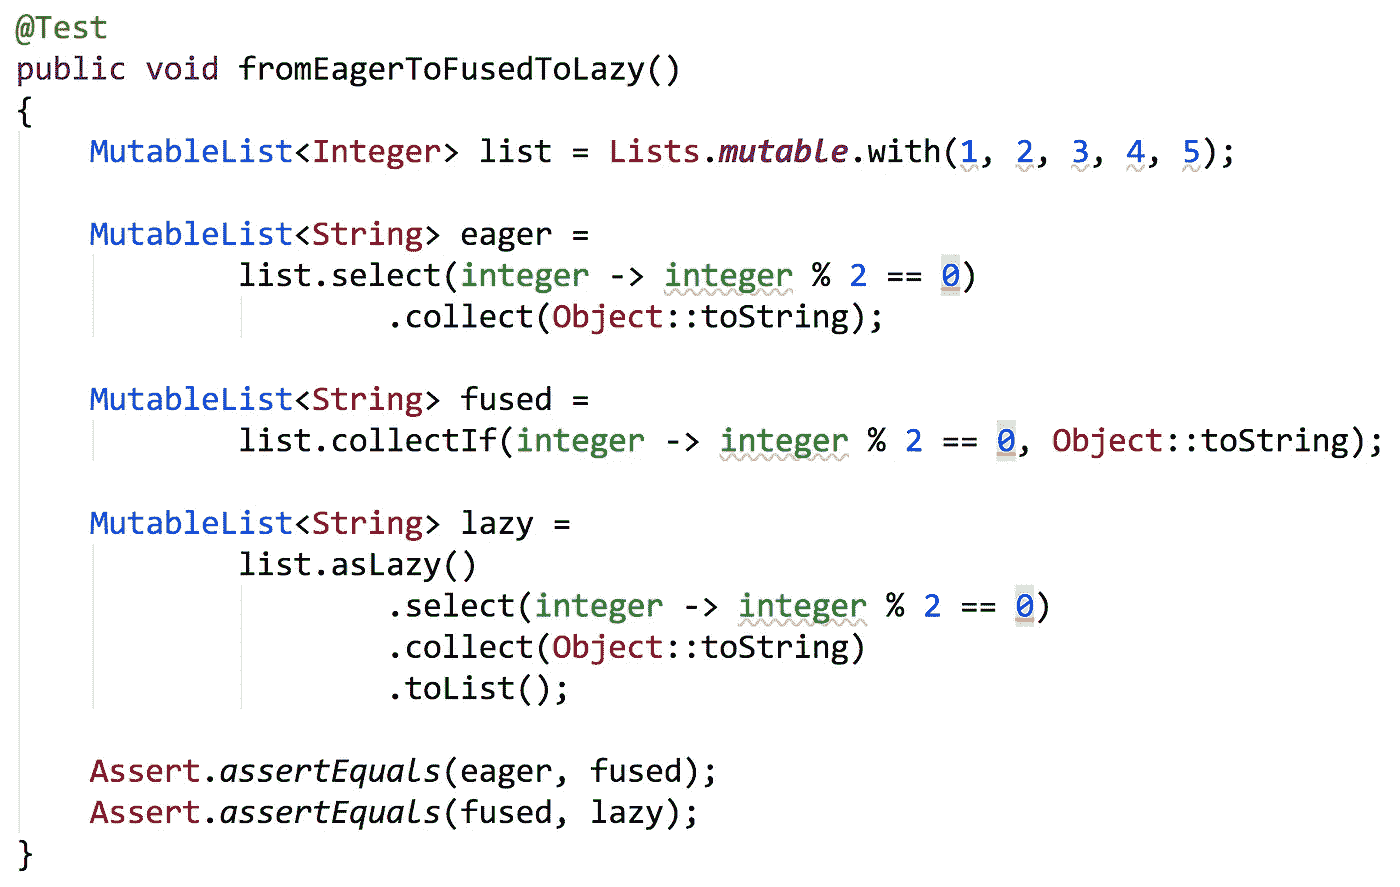 @Test
public void fromEagerToFusedToLazy()
{
    MutableList<Integer> list = Lists.mutable.with(1, 2, 3, 4, 5);
    MutableList<String> eager =
            list.select(integer -> integer % 2 == 0)
                    .collect(Object::toString);
    MutableList<String> fused =
            list.collectIf(integer -> integer % 2 == 0, Object::toString);
    MutableList<String> lazy =
            list.asLazy()
                    .select(integer -> integer % 2 == 0)
                    .collect(Object::toString)
                    .toList();
    Assert.assertEquals(eager, fused);
    Assert.assertEquals(fused, lazy);
}